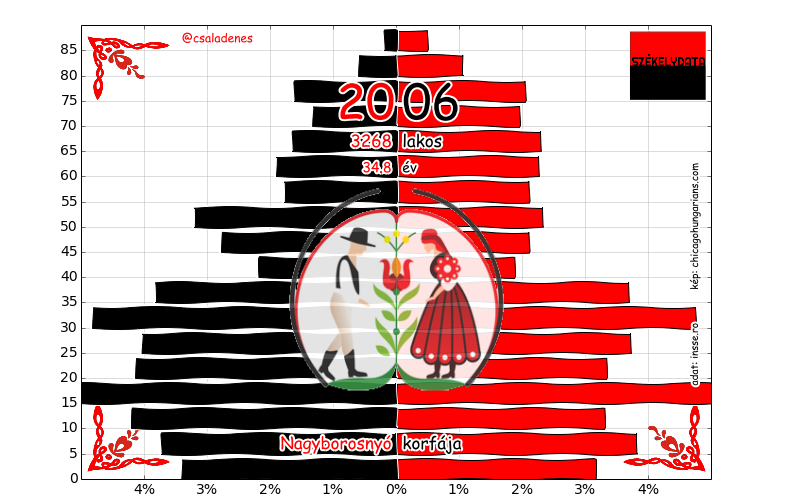 @csaladenes
SZÉKELYDATA
2006
3268 lakos
34.8 év
kép: chicagohungarians.com
adat: insse.ro
Nagyborosnyó korfája
85
80
75
70
65
60
55
50
45
40
35
30
25
20
15
10
5
0
4% 3% 2% 1% 0% 1% 2% 3% 4%